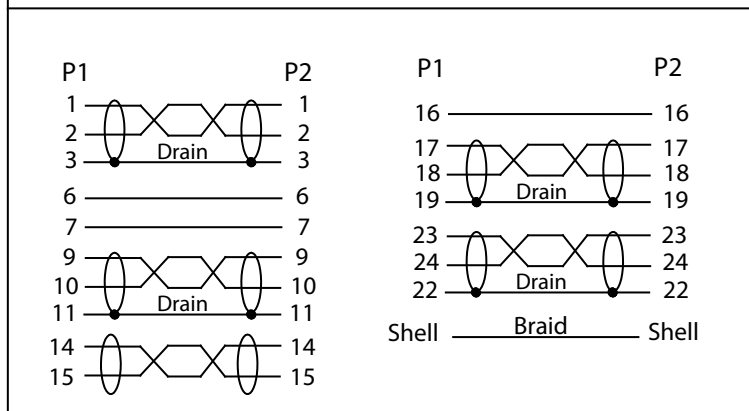 P1 P2
1 1
2 2
Drain
3 3
6 6
7 7
9 9
10 10
Drain
11 11
14 14
15 15
P1 P2
16 16
17 17
18 18
Drain
19 19
23 23
24 24
Drain
22 22
Shell Braid Shell